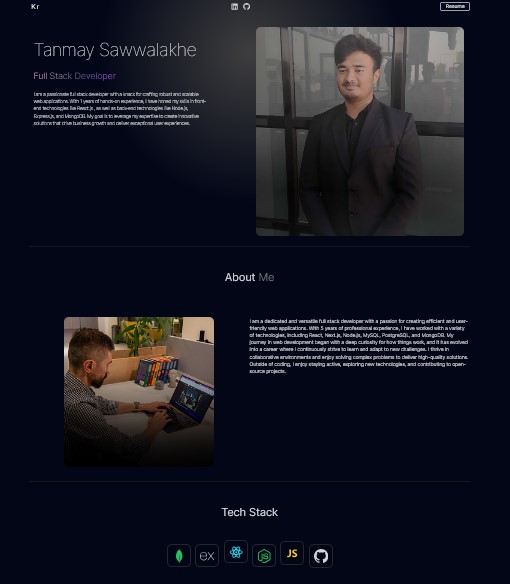 Kr
Resume
Tanmay Sawwalakhe
Full Stack Developer
I am a passionate full stack developer with a knack for crafting robust and scalable
web applications. With 1 years of hands-on experience, I have honed my skills in front-
end technologies like React.js, as well as back-end technologies like Node.js,
Express.js, and MongoDB. My goal is to leverage my expertise to create innovative
solutions that drive business growth and deliver exceptional user experiences.
About Me
I am a dedicated and versatile full stack developer with a passion for creating efficient and user-
friendly web applications. With 5 years of professional experience, I have worked with a variety
of technologies, including React, Next.js, Node.js, MySQL, PostgreSQL, and MongoDB. My
journey in web development began with a deep curiosity for how things work, and it has evolved
into a career where I continuously strive to learn and adapt to new challenges. I thrive in
collaborative environments and enjoy solving complex problems to deliver high-quality solutions.
Outside of coding, I enjoy staying active, exploring new technologies, and contributing to open-
source projects.
Tech Stack
ex
JS